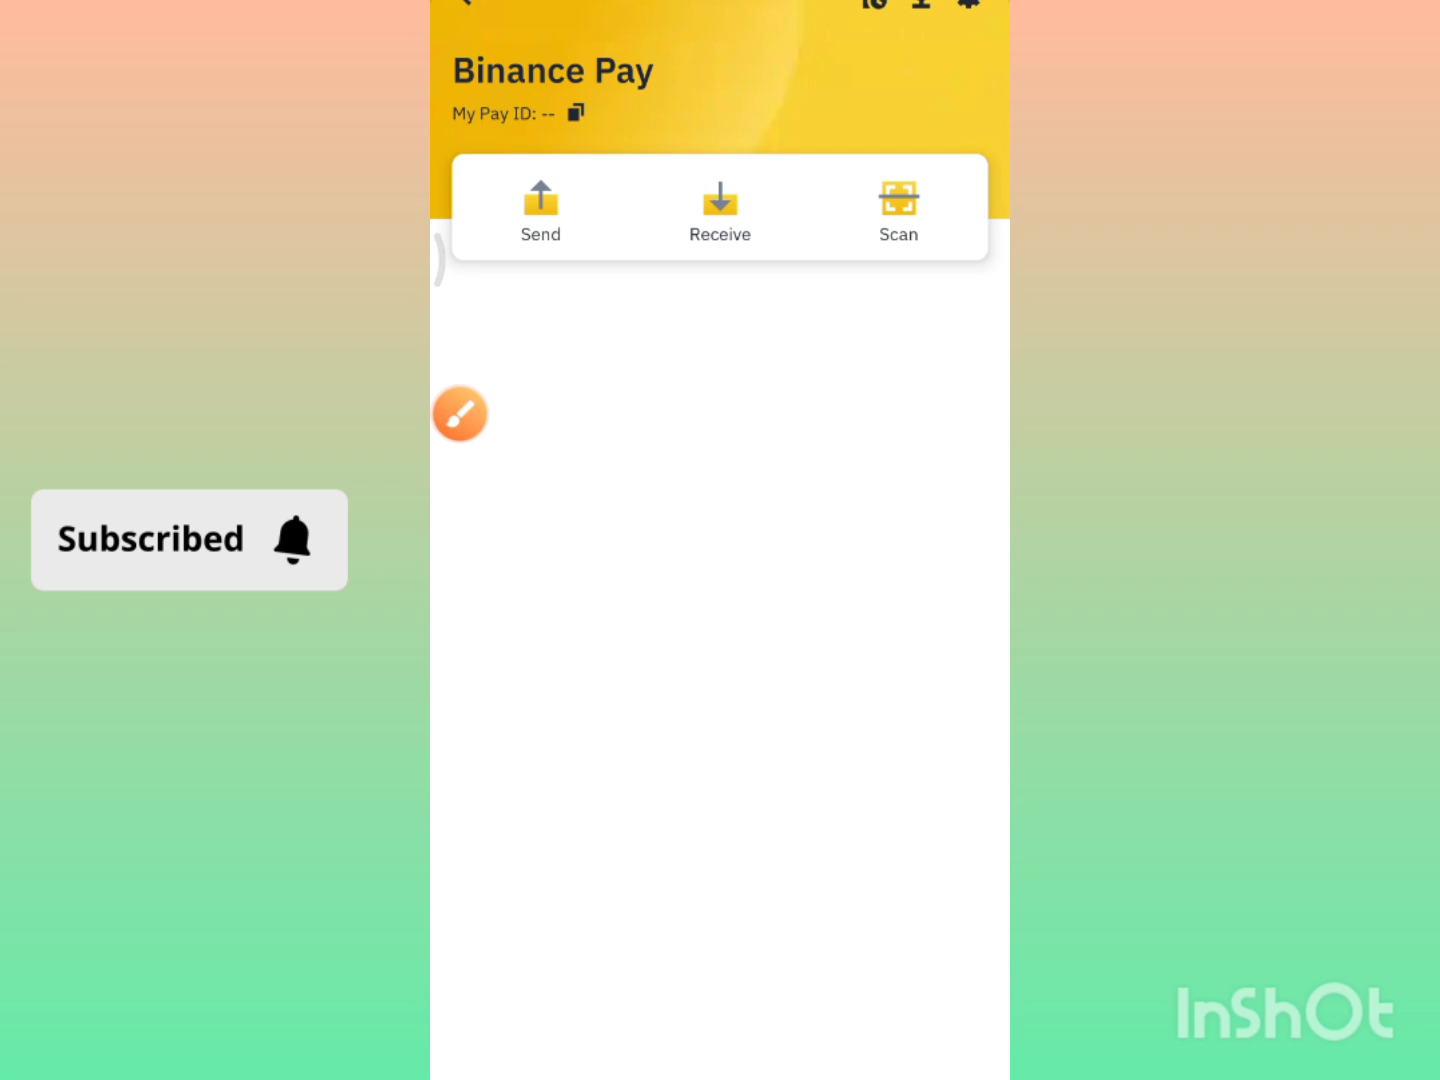 Binance Pay
My Pay ID: --
Send
Receive
Scan
Subscribed
InShOt